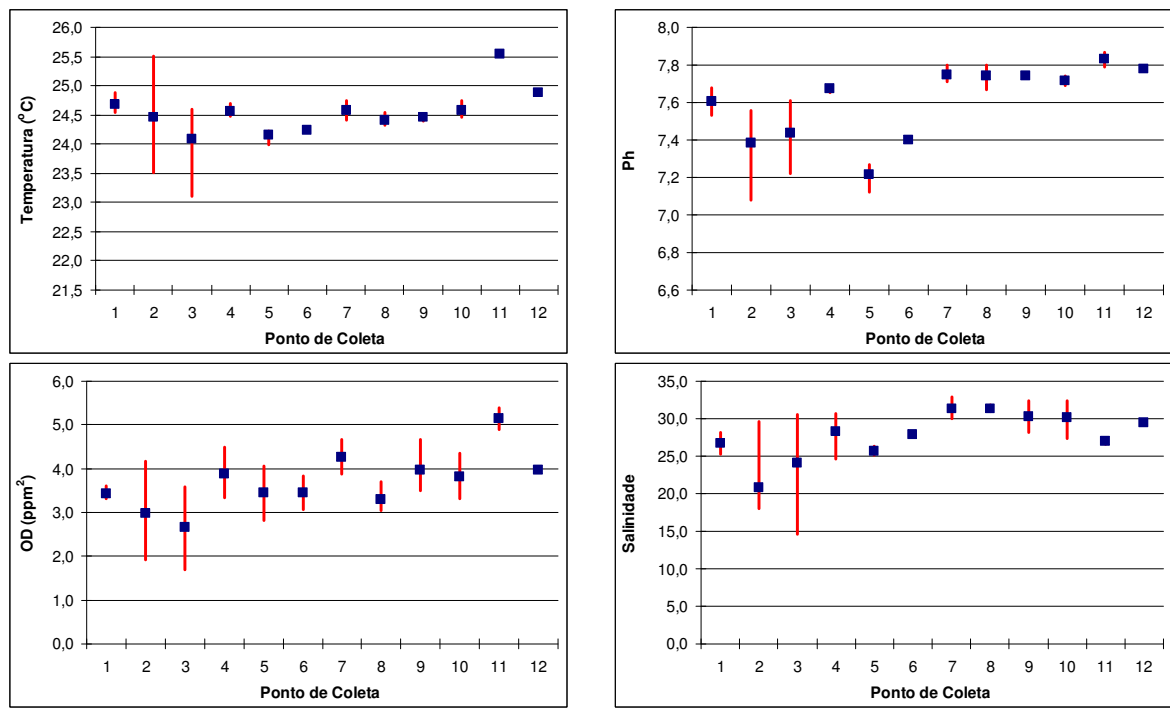 Temperatura (°C)
26,0
25,5
25,0
24,5
24,0
23,5
23,0
22,5
22,0
21,5
1 2 3 4 5 6 7 8 9 10 11 12
Ponto de Coleta
Ph
8,0
7,8
7,6
7,4
7,2
7,0
6,8
6,6
1 2 3 4 5 6 7 8 9 10 11 12
Ponto de Coleta
OD (ppm²)
6,0
5,0
4,0
3,0
2,0
1,0
0,0
1 2 3 4 5 6 7 8 9 10 11 12
Ponto de Coleta
Salinidade
35,0
30,0
25,0
20,0
15,0
10,0
5,0
0,0
1 2 3 4 5 6 7 8 9 10 11 12
Ponto de Coleta